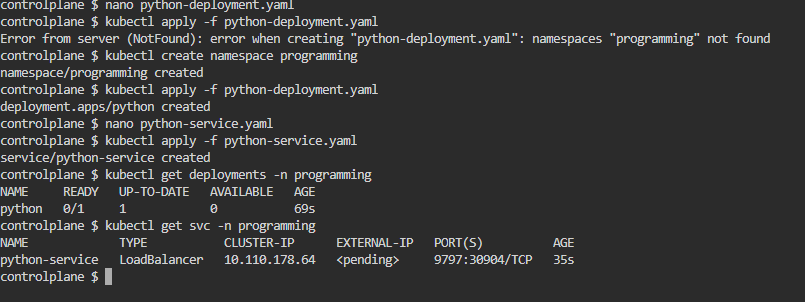 controlplane $ nano python-deployment.yaml
controlplane $ kubectl apply -f python-deployment.yaml
Error from server (NotFound): error when creating "python-deployment.yaml": namespaces "programming" not found
controlplane $ kubectl create namespace programming
namespace/programming created
controlplane $ kubectl apply -f python-deployment.yaml
deployment.apps/python created
controlplane $ nano python-service.yaml
controlplane $ kubectl apply -f python-service.yaml
service/python-service created
controlplane $ kubectl get deployments -n programming
NAME     READY   UP-TO-DATE   AVAILABLE   AGE
python   0/1     1            0           69s
controlplane $ kubectl get svc -n programming
NAME             TYPE           CLUSTER-IP      EXTERNAL-IP   PORT(S)          AGE
python-service   LoadBalancer   10.110.178.64   <pending>     9797:30904/TCP   35s
controlplane $